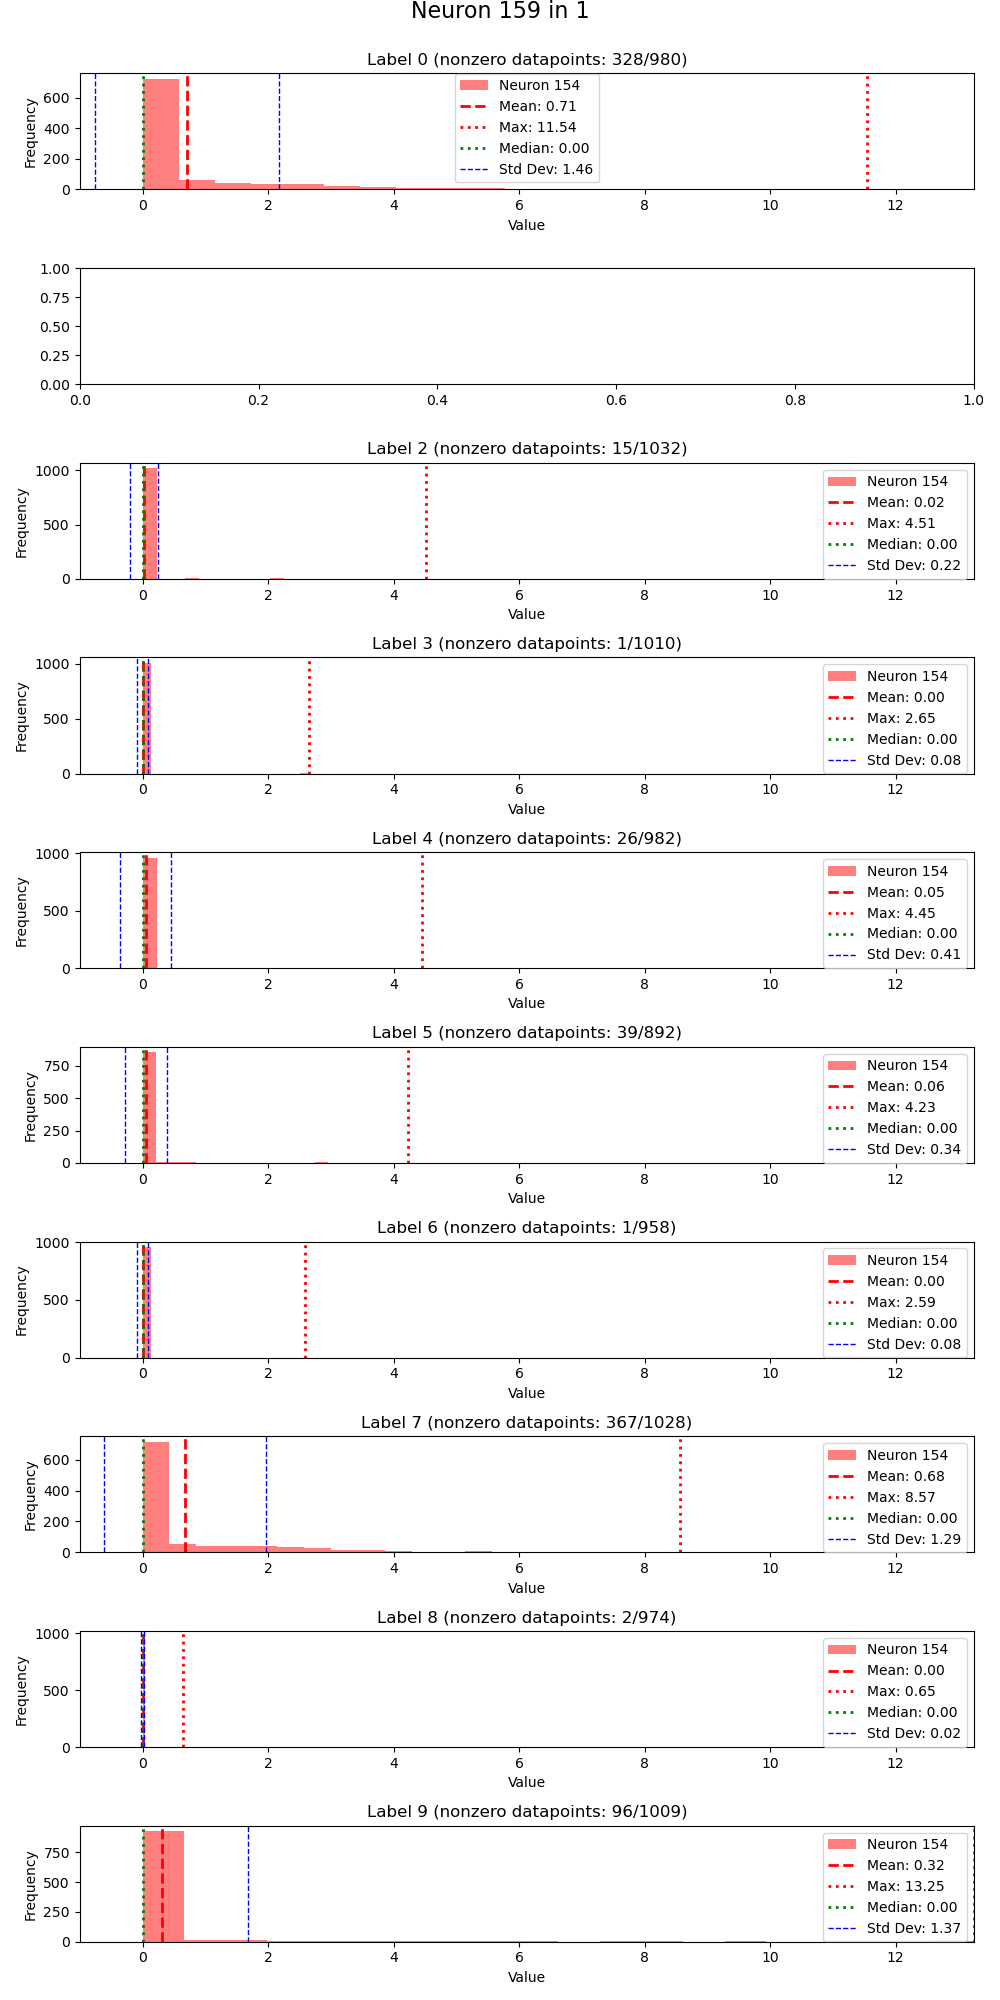 Neuron 159 in 1
Label 0 (nonzero datapoints: 328/980)
Frequency
600
400
200
0
Neuron 154
Mean: 0.71
Max: 11.54
Median: 0.00
Std Dev: 1.46
0 2 4 6 8 10 12
Value
1.00
0.75
0.50
0.25
0.00
0.0 0.2 0.4 0.6 0.8 1.0
Label 2 (nonzero datapoints: 15/1032)
Frequency
1000
500
0
Neuron 154
Mean: 0.02
Max: 4.51
Median: 0.00
Std Dev: 0.22
0 2 4 6 8 10 12
Value
Label 3 (nonzero datapoints: 1/1010)
Frequency
1000
500
0
Neuron 154
Mean: 0.00
Max: 2.65
Median: 0.00
Std Dev: 0.08
0 2 4 6 8 10 12
Value
Label 4 (nonzero datapoints: 26/982)
Frequency
1000
500
0
Neuron 154
Mean: 0.05
Max: 4.45
Median: 0.00
Std Dev: 0.41
0 2 4 6 8 10 12
Value
Label 5 (nonzero datapoints: 39/892)
Frequency
750
500
250
0
Neuron 154
Mean: 0.06
Max: 4.23
Median: 0.00
Std Dev: 0.34
0 2 4 6 8 10 12
Value
Label 6 (nonzero datapoints: 1/958)
Frequency
1000
500
0
Neuron 154
Mean: 0.00
Max: 2.59
Median: 0.00
Std Dev: 0.08
0 2 4 6 8 10 12
Value
Label 7 (nonzero datapoints: 367/1028)
Frequency
600
400
200
0
Neuron 154
Mean: 0.68
Max: 8.57
Median: 0.00
Std Dev: 1.29
0 2 4 6 8 10 12
Value
Label 8 (nonzero datapoints: 2/974)
Frequency
1000
500
0
Neuron 154
Mean: 0.00
Max: 0.65
Median: 0.00
Std Dev: 0.02
0 2 4 6 8 10 12
Value
Label 9 (nonzero datapoints: 96/1009)
Frequency
750
500
250
0
Neuron 154
Mean: 0.32
Max: 13.25
Median: 0.00
Std Dev: 1.37
0 2 4 6 8 10 12
Value